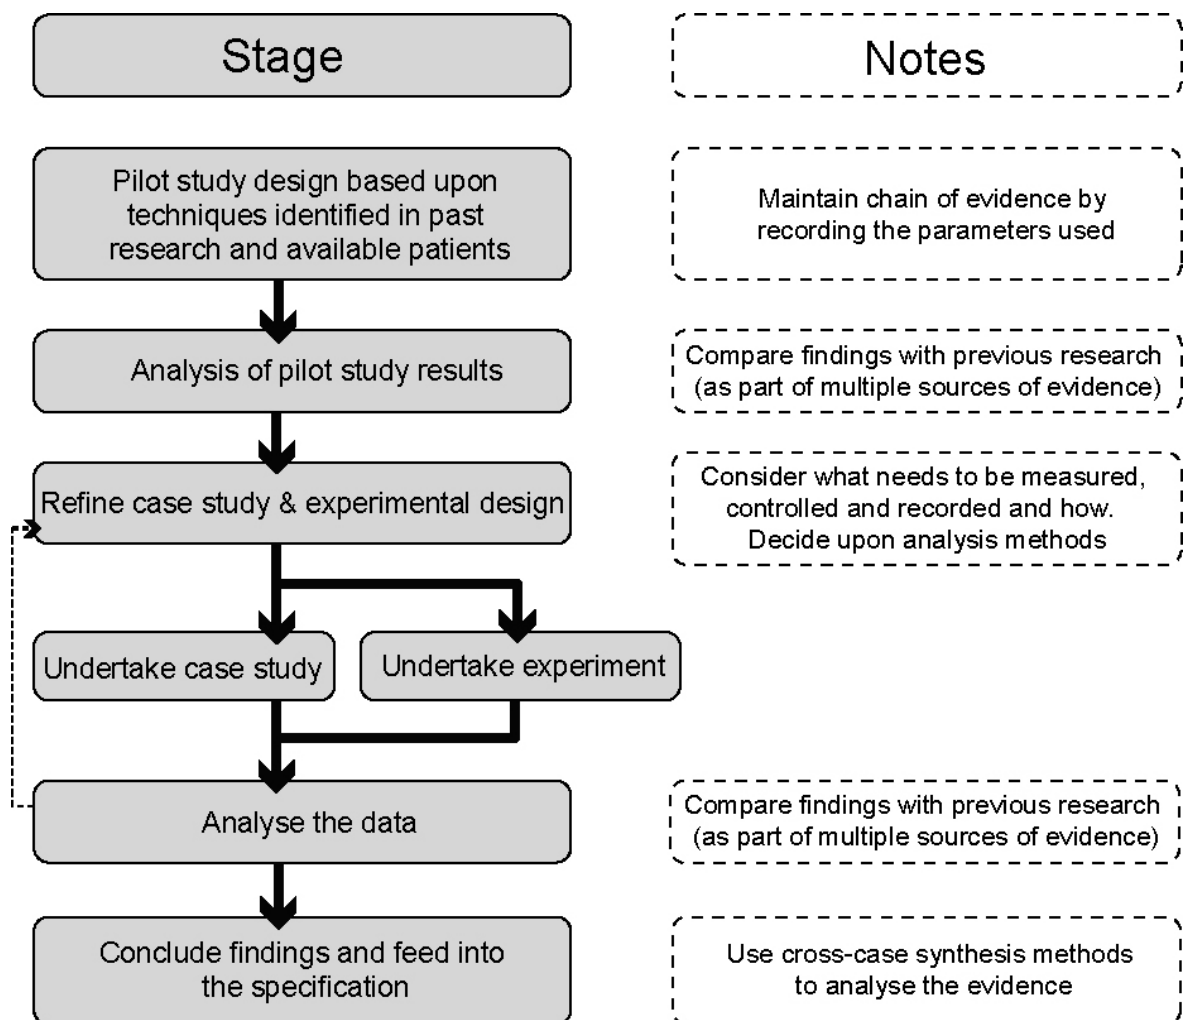 Stage
Notes
Pilot study design based upon
techniques identified in past
research and available patients
Maintain chain of evidence by
recording the parameters used
Analysis of pilot study results
Compare findings with previous research
(as part of multiple sources of evidence)
Refine case study & experimental design
Consider what needs to be measured,
controlled and recorded and how.
Decide upon analysis methods
Undertake case study
Undertake experiment
Analyse the data
Compare findings with previous research
(as part of multiple sources of evidence)
Conclude findings and feed into
the specification
Use cross-case synthesis methods
to analyse the evidence